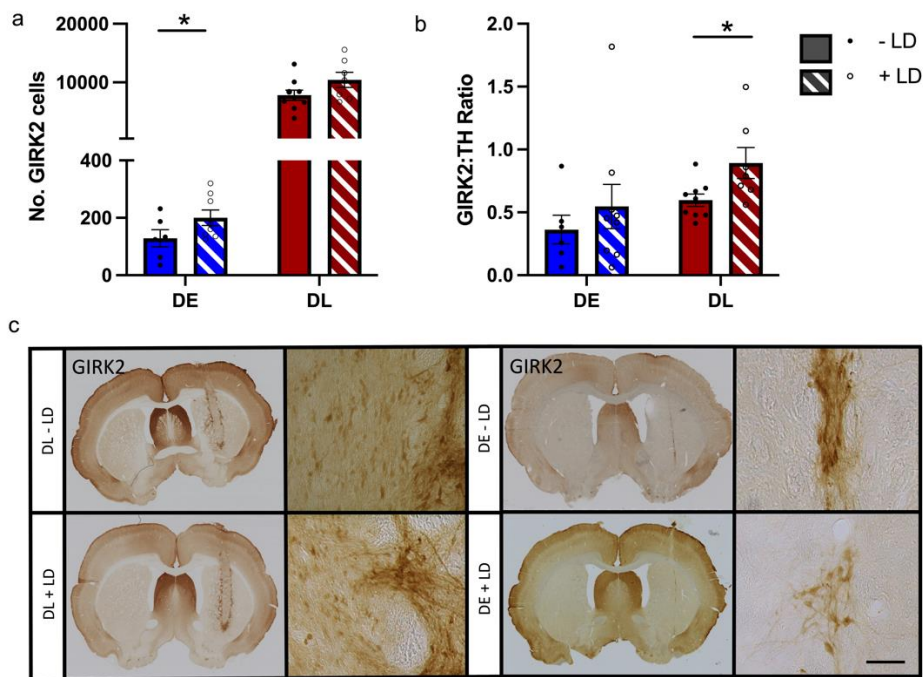 a
*
No. GIRK2 cells
20000
10000
400
200
0
DE
DL
b
*
GIRK2:TH Ratio
2.0
1.5
1.0
0.5
0.0
DE
DL
- LD
+ LD
c
DL - LD
GIRK2
DE - LD
GIRK2
DL + LD
DE + LD